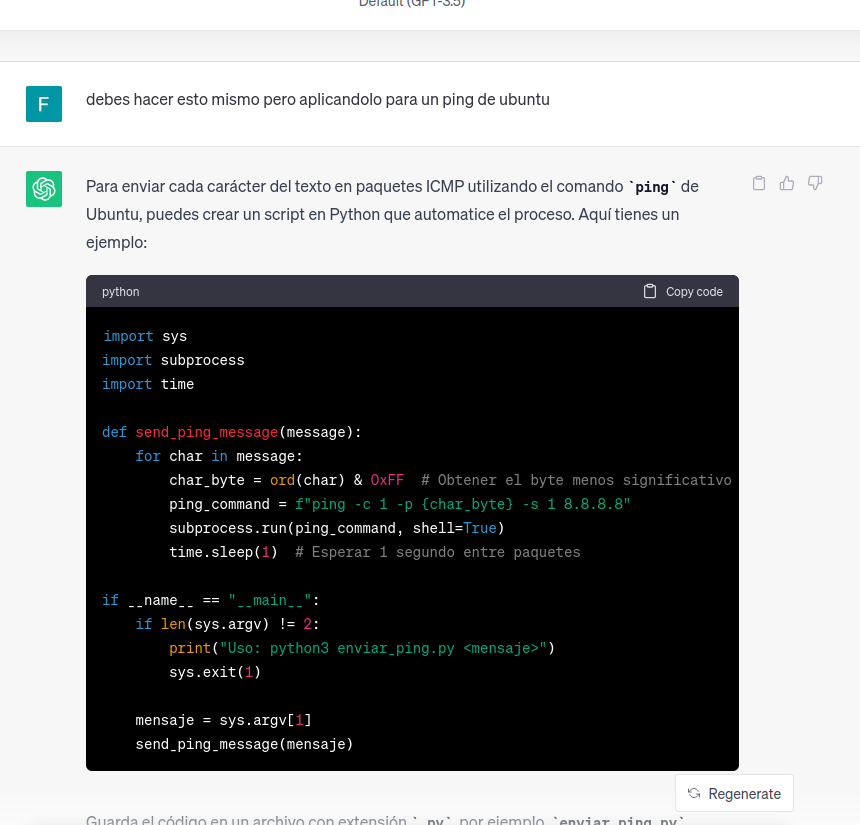 Default (GPT-3.5)
F
debes hacer esto mismo pero aplicandolo para un ping de ubuntu
Para enviar cada carácter del texto en paquetes ICMP utilizando el comando `ping` de
Ubuntu, puedes crear un script en Python que automatice el proceso. Aquí tienes un
ejemplo:
python
Copy code
import sys
import subprocess
import time
def send_ping_message(message):
    for char in message:
        char_byte = ord(char) & 0xFF  # Obtener el byte menos significativo
        ping_command = f"ping -c 1 -p {char_byte} -s 1 8.8.8.8"
        subprocess.run(ping_command, shell=True)
        time.sleep(1)  # Esperar 1 segundo entre paquetes
if __name__ == "__main__":
    if len(sys.argv) != 2:
        print("Uso: python3 enviar_ping.py <mensaje>")
        sys.exit(1)
    mensaje = sys.argv[1]
    send_ping_message(mensaje)
Regenerate
Guarda el código en un archivo con extensión `.py`, por ejemplo, `enviar_ping.py`.